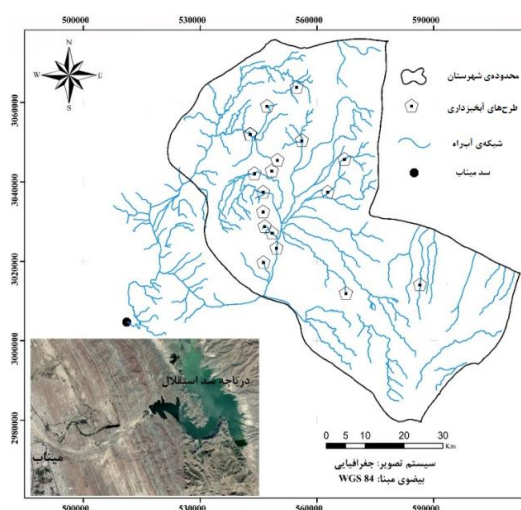 500000 530000 560000 590000
N
W E
S
3060000
3040000
3020000
3000000
2980000
محدوده‌ی شهرستان
طرح‌های آبخیزداری
شبکه‌ی آب‌راه
سد میناب
دریاچه سد استقلال
میناب
0 5 10 20 30
Km
سیستم تصویر: جغرافیایی
بیضوی مبنا: WGS 84
500000 530000 560000 590000